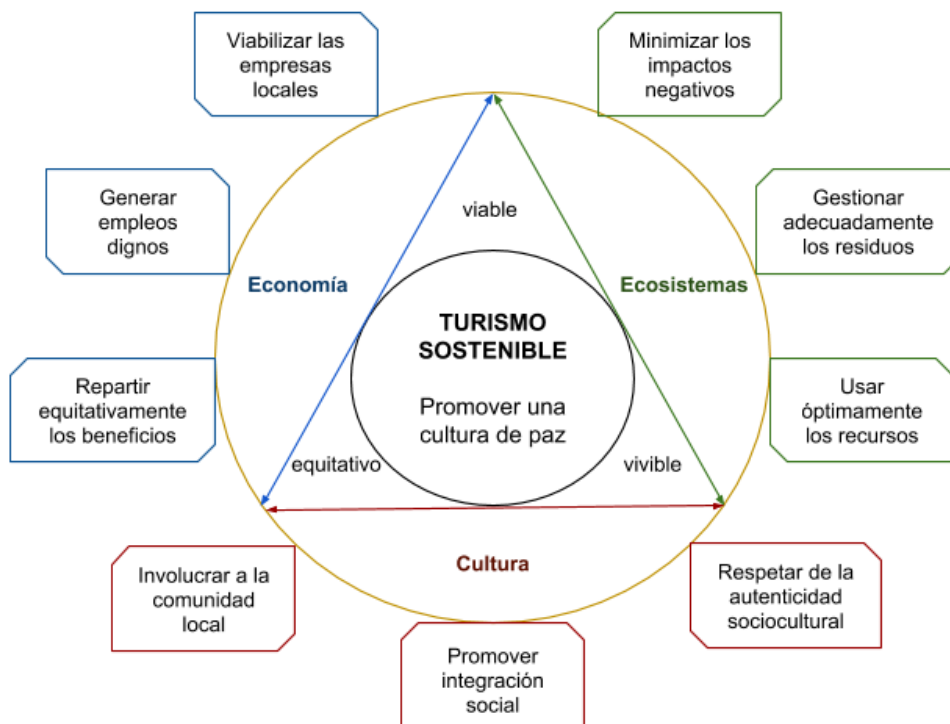 Viabilizar las
empresas
locales
Minimizar los
impactos
negativos
Generar
empleos
dignos
viable
Gestionar
adecuadamente
los residuos
Economía
Ecosistemas
TURISMO
SOSTENIBLE
Promover una
cultura de paz
Repartir
equitativamente
los beneficios
Usar
óptimamente
los recursos
equitativo
vivible
Cultura
Involucrar a la
comunidad
local
Promover
integración
social
Respetar de la
autenticidad
sociocultural